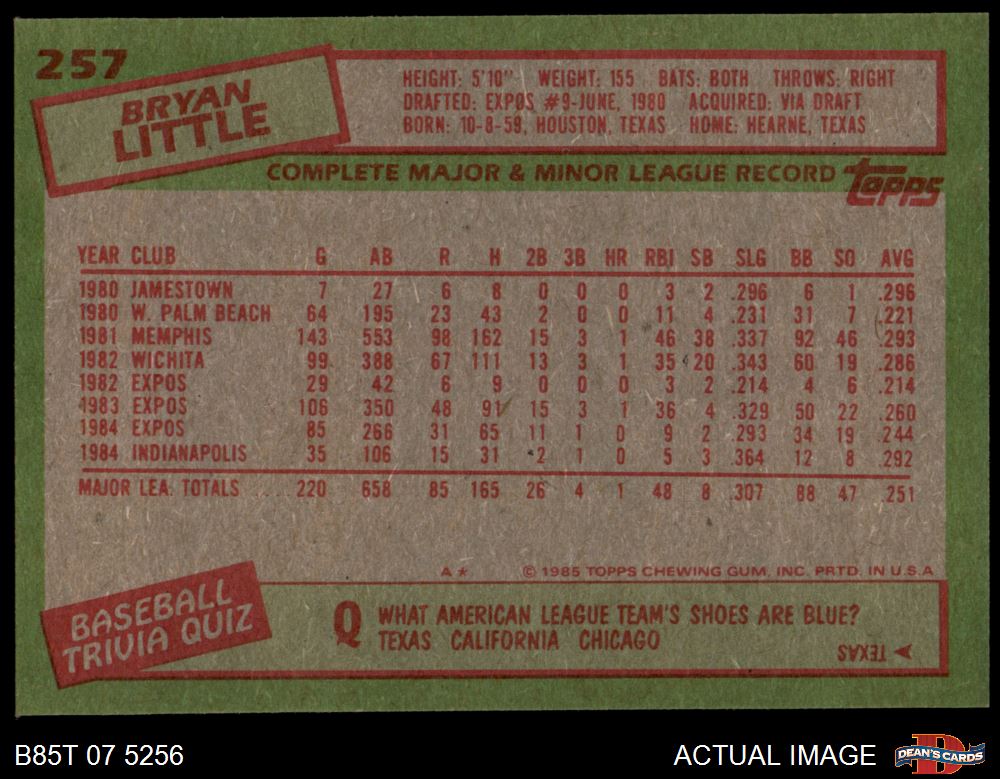 257
BRYAN
LITTLE
HEIGHT: 5'10" WEIGHT: 155 BATS: BOTH THROWS: RIGHT
DRAFTED: EXPOS #9-JUNE, 1980 ACQUIRED: VIA DRAFT
BORN: 10-8-59, HOUSTON, TEXAS HOME: HEARNE, TEXAS
COMPLETE MAJOR & MINOR LEAGUE RECORD topps
YEAR CLUB G AB R H 2B 3B HR RBI SB SLG BB SO AVG
1980 JAMESTOWN 7 27 6 8 0 0 0 3 2 .296 6 1 .296
1980 W. PALM BEACH 64 195 23 43 2 0 0 11 4 .231 31 7 .221
1981 MEMPHIS 143 553 98 162 15 3 1 46 38 .337 92 46 .293
1982 WICHITA 99 388 67 111 13 3 1 35 20 .343 60 19 .286
1982 EXPOS 29 42 6 9 0 0 0 3 2 .214 4 6 .214
1983 EXPOS 106 350 48 91 15 3 1 36 4 .329 50 22 .260
1984 EXPOS 85 266 31 65 11 1 0 9 2 .293 34 19 .244
1984 INDIANAPOLIS 35 106 15 31 2 1 0 5 3 .364 12 8 .292
MAJOR LEA. TOTALS .... 220 658 85 165 26 4 1 48 8 .307 88 47 .251
A* © 1985 TOPPS CHEWING GUM, INC. PRTD. IN U.S.A
BASEBALL
TRIVIA QUIZ
Q WHAT AMERICAN LEAGUE TEAM'S SHOES ARE BLUE?
TEXAS CALIFORNIA CHICAGO
TEXAS
B85T 07 5256
ACTUAL IMAGE
D
DEAN'S CARDS